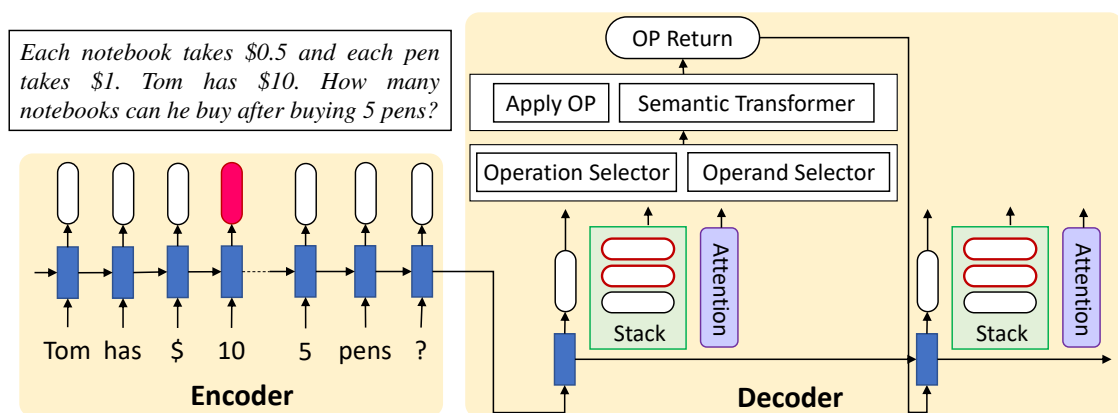 Each notebook takes $0.5 and each pen
takes $1. Tom has $10. How many
notebooks can he buy after buying 5 pens?
Tom has $ 10 5 pens ?
Encoder
OP Return
Apply OP
Semantic Transformer
Operation Selector
Operand Selector
Stack
Attention
Stack
Attention
Decoder